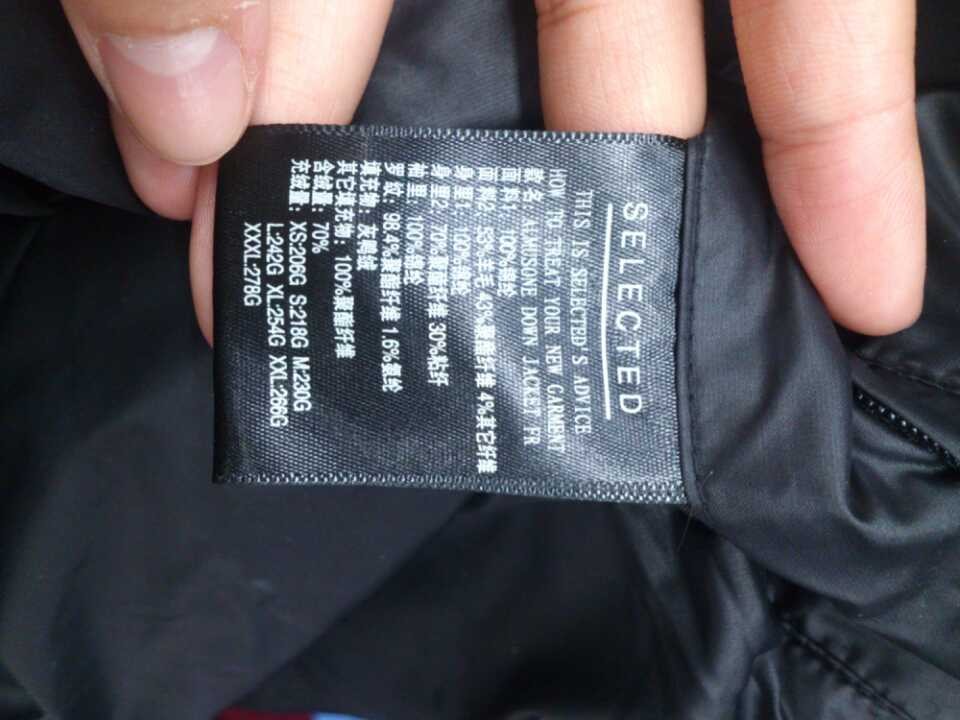 SELECTED
THIS IS SELECTED'S ADVICE
HOW TO TREAT YOUR NEW GARMENT
款名: ALMISONE DOWN JACKET FR
面料1: 100%锦纶
面料2: 53%羊毛 43%聚酯纤维 4%其它纤维
身里1: 100%锦纶
身里2: 70%聚酯纤维 30%粘纤
袖里: 100%锦纶
罗纹: 98.4%聚酯纤维 1.6%氨纶
填充物: 灰鸭绒
其它填充物: 100%聚酯纤维
含绒量: 70%
充绒量: XS:206G S:218G M:230G
L:242G XL:254G XXL:266G
XXXL:278G